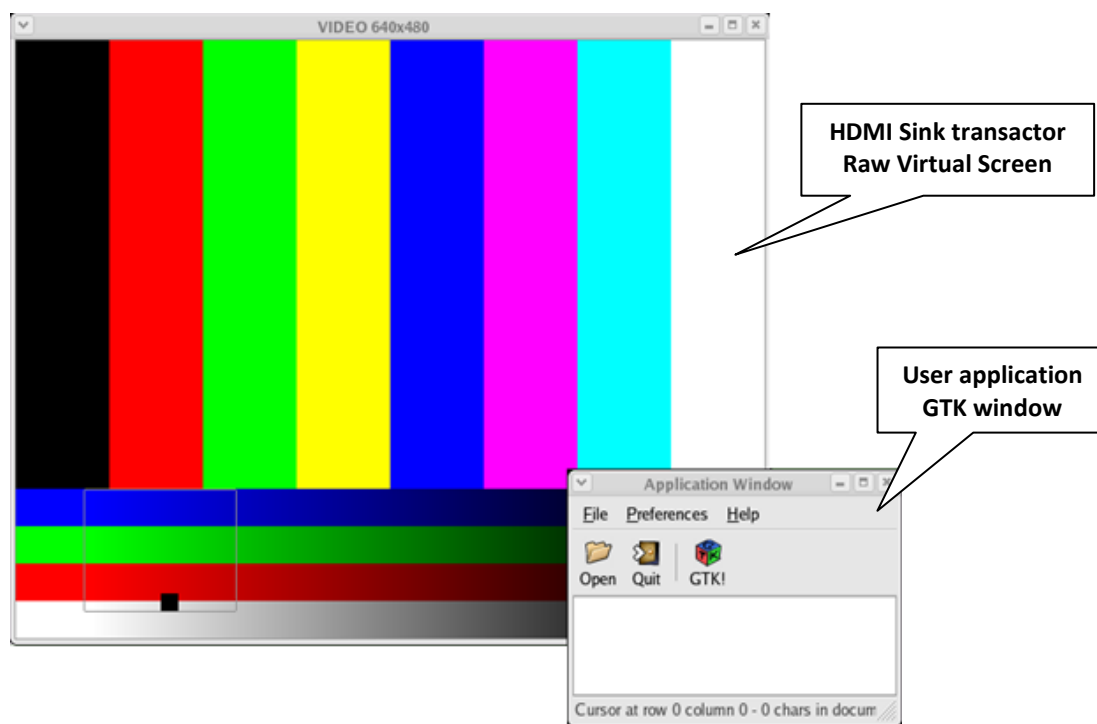 VIDEO 640x480
HDMI Sink transactor
Raw Virtual Screen
User application
GTK window
Application Window
File Preferences Help
Open Quit GTK!
Cursor at row 0 column 0 - 0 chars in docum